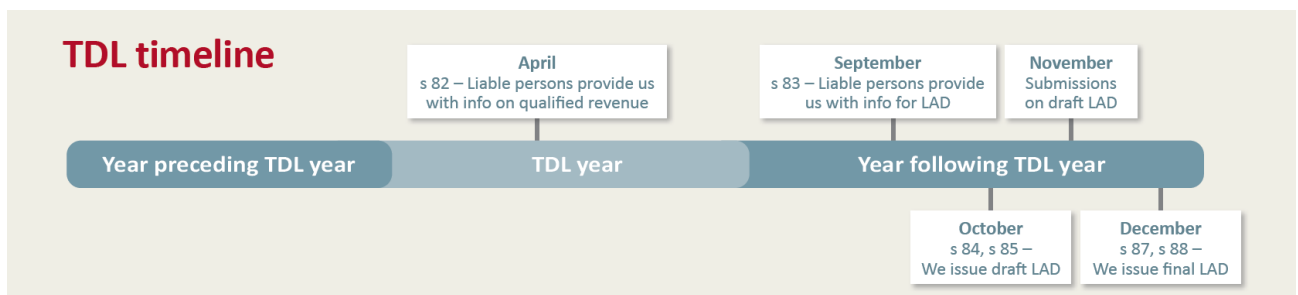 TDL timeline
April
s 82 – Liable persons provide us
with info on qualified revenue
September
s 83 – Liable persons provide
us with info for LAD
November
Submissions
on draft LAD
Year preceding TDL year
TDL year
Year following TDL year
October
s 84, s 85 –
We issue draft LAD
December
s 87, s 88 –
We issue final LAD